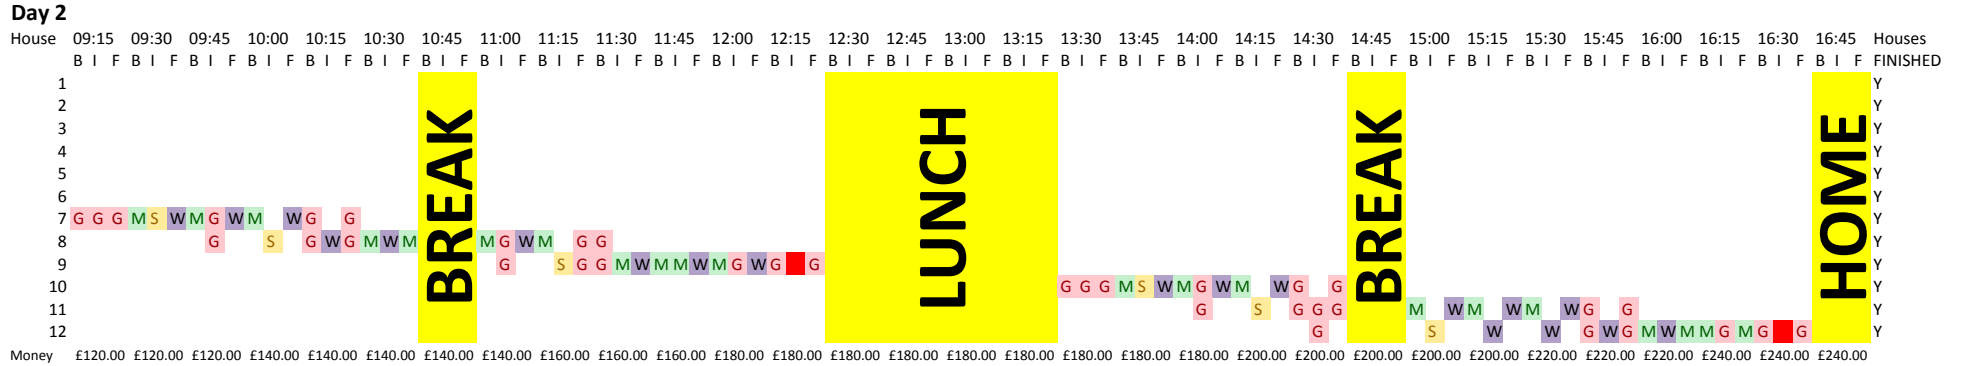 Day 2
House 09:15 09:30 09:45 10:00 10:15 10:30 10:45 11:00 11:15 11:30 11:45 12:00 12:15 12:30 12:45 13:00 13:15 13:30 13:45 14:00 14:15 14:30 14:45 15:00 15:15 15:30 15:45 16:00 16:15 16:30 16:45 Houses
B I F B I F B I F B I F B I F B I F B I F B I F B I F B I F B I F B I F B I F B I F B I F B I F B I F B I F B I F B I F B I F B I F B I F B I F B I F B I F B I F B I F B I F B I F B I F FINISHED
1 Y
2 Y
3 Y
4 Y
5 Y
6 Y
7 G G G M S W M G W M W G G Y
8 G S G W G M W M M G W M G G Y
9 G S G G M W M M W M G W G G Y
10 G G G M S W M G W M W G G Y
11 G S G G G M W M W M W G G Y
12 G S W W G W G M W M M G M G G Y
BREAK
LUNCH
BREAK
HOME
Money £120.00 £120.00 £120.00 £140.00 £140.00 £140.00 £140.00 £140.00 £160.00 £160.00 £160.00 £180.00 £180.00 £180.00 £180.00 £180.00 £180.00 £180.00 £180.00 £180.00 £200.00 £200.00 £200.00 £200.00 £200.00 £220.00 £220.00 £220.00 £240.00 £240.00 £240.00